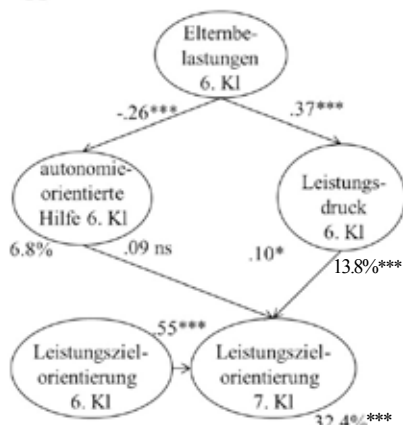 Elternbe-
lastungen
6. Kl
-.26***
.37***
autonomie-
orientierte
Hilfe 6. Kl
Leistungs-
druck
6. Kl
6.8%
.09 ns
.10*
13.8%***
.55***
Leistungsziel-
orientierung
6. Kl
Leistungsziel-
orientierung
7. Kl
32.4%***